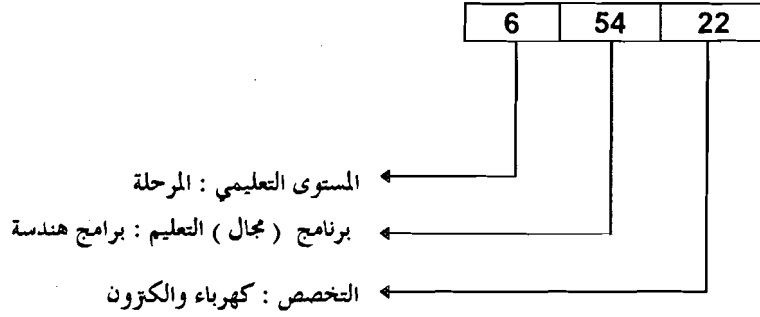 6 54 22
المستوى التعليمي : المرحلة
برنامج ( مجال ) التعليم : برامج هندسة
التخصص : كهرباء والكترون